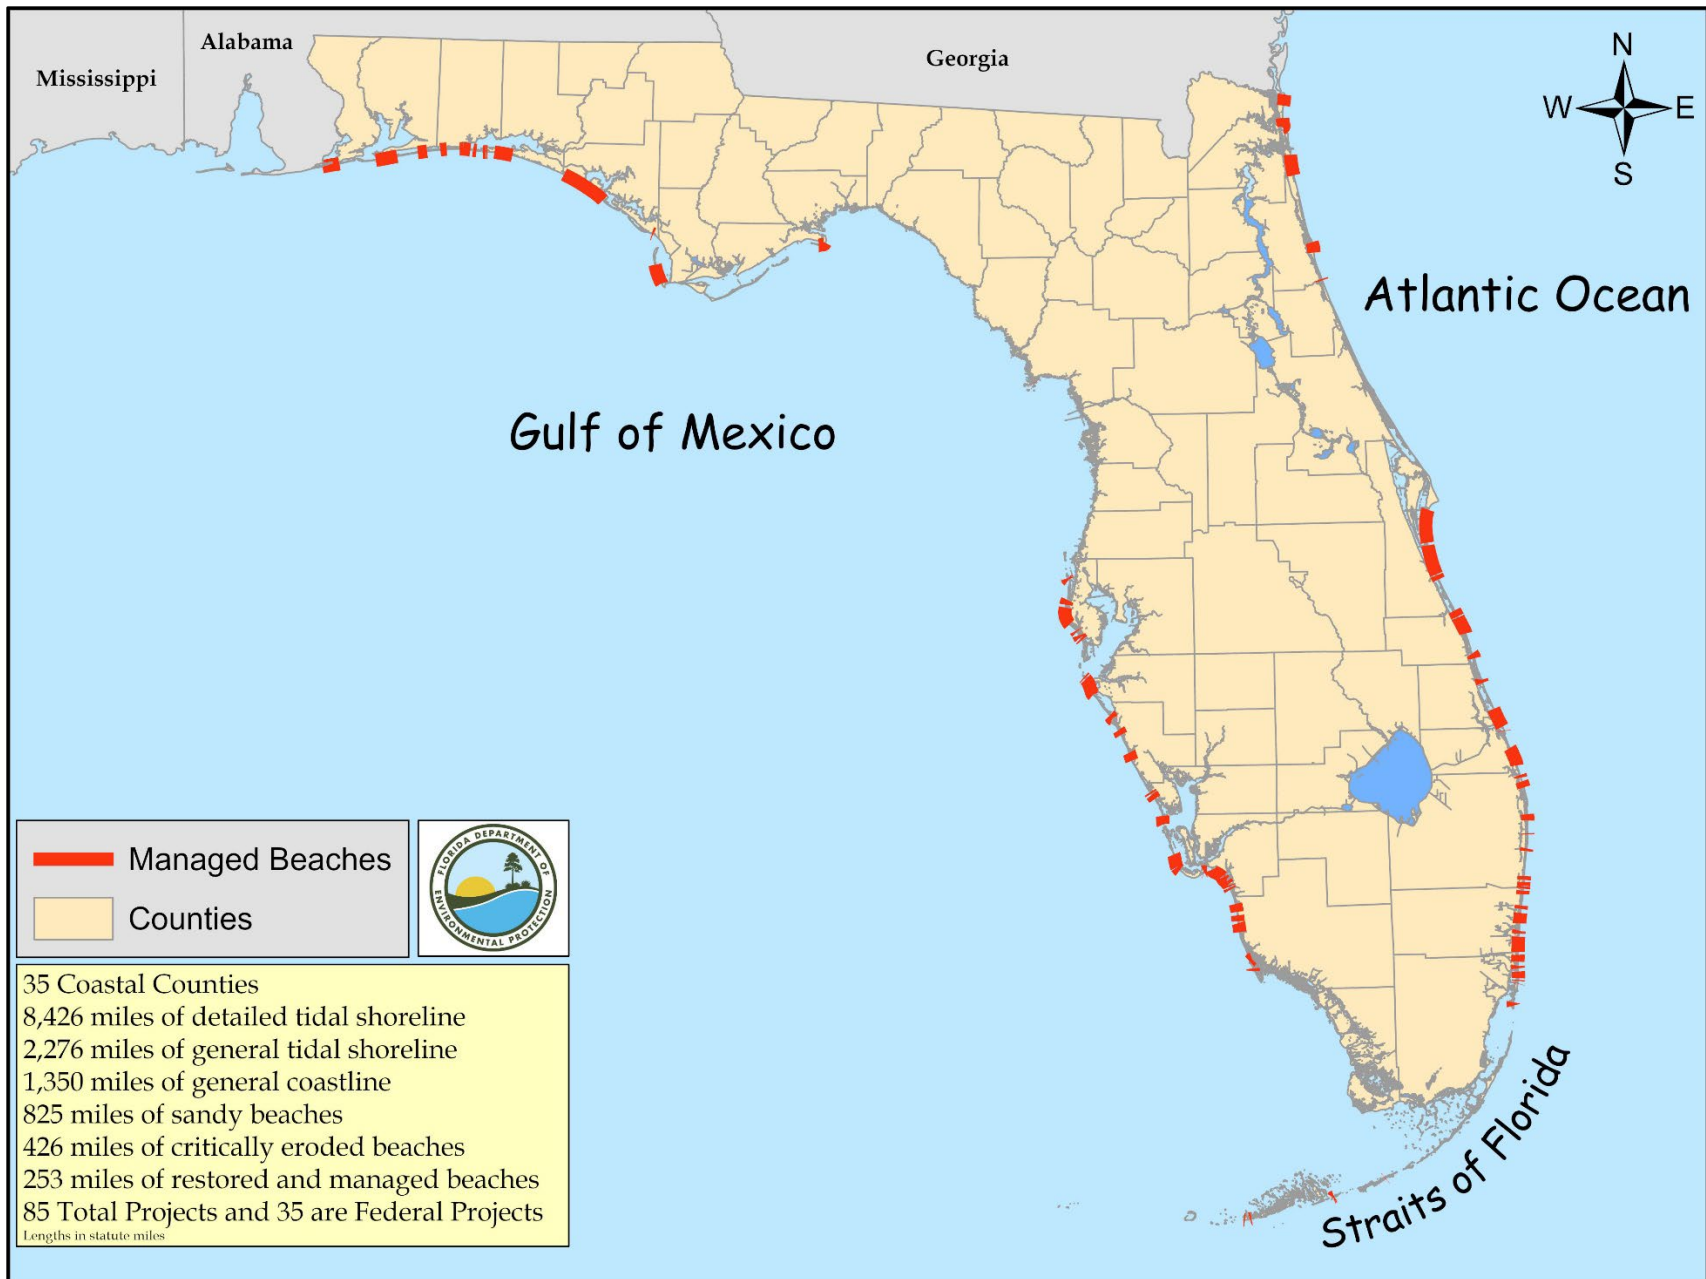 Mississippi
Alabama
Georgia
N
W
E
S
Atlantic Ocean
Gulf of Mexico
Straits of Florida
Managed Beaches
Counties
FLORIDA DEPARTMENT OF
ENVIRONMENTAL PROTECTION
35 Coastal Counties
8,426 miles of detailed tidal shoreline
2,276 miles of general tidal shoreline
1,350 miles of general coastline
825 miles of sandy beaches
426 miles of critically eroded beaches
253 miles of restored and managed beaches
85 Total Projects and 35 are Federal Projects
Lengths in statute miles